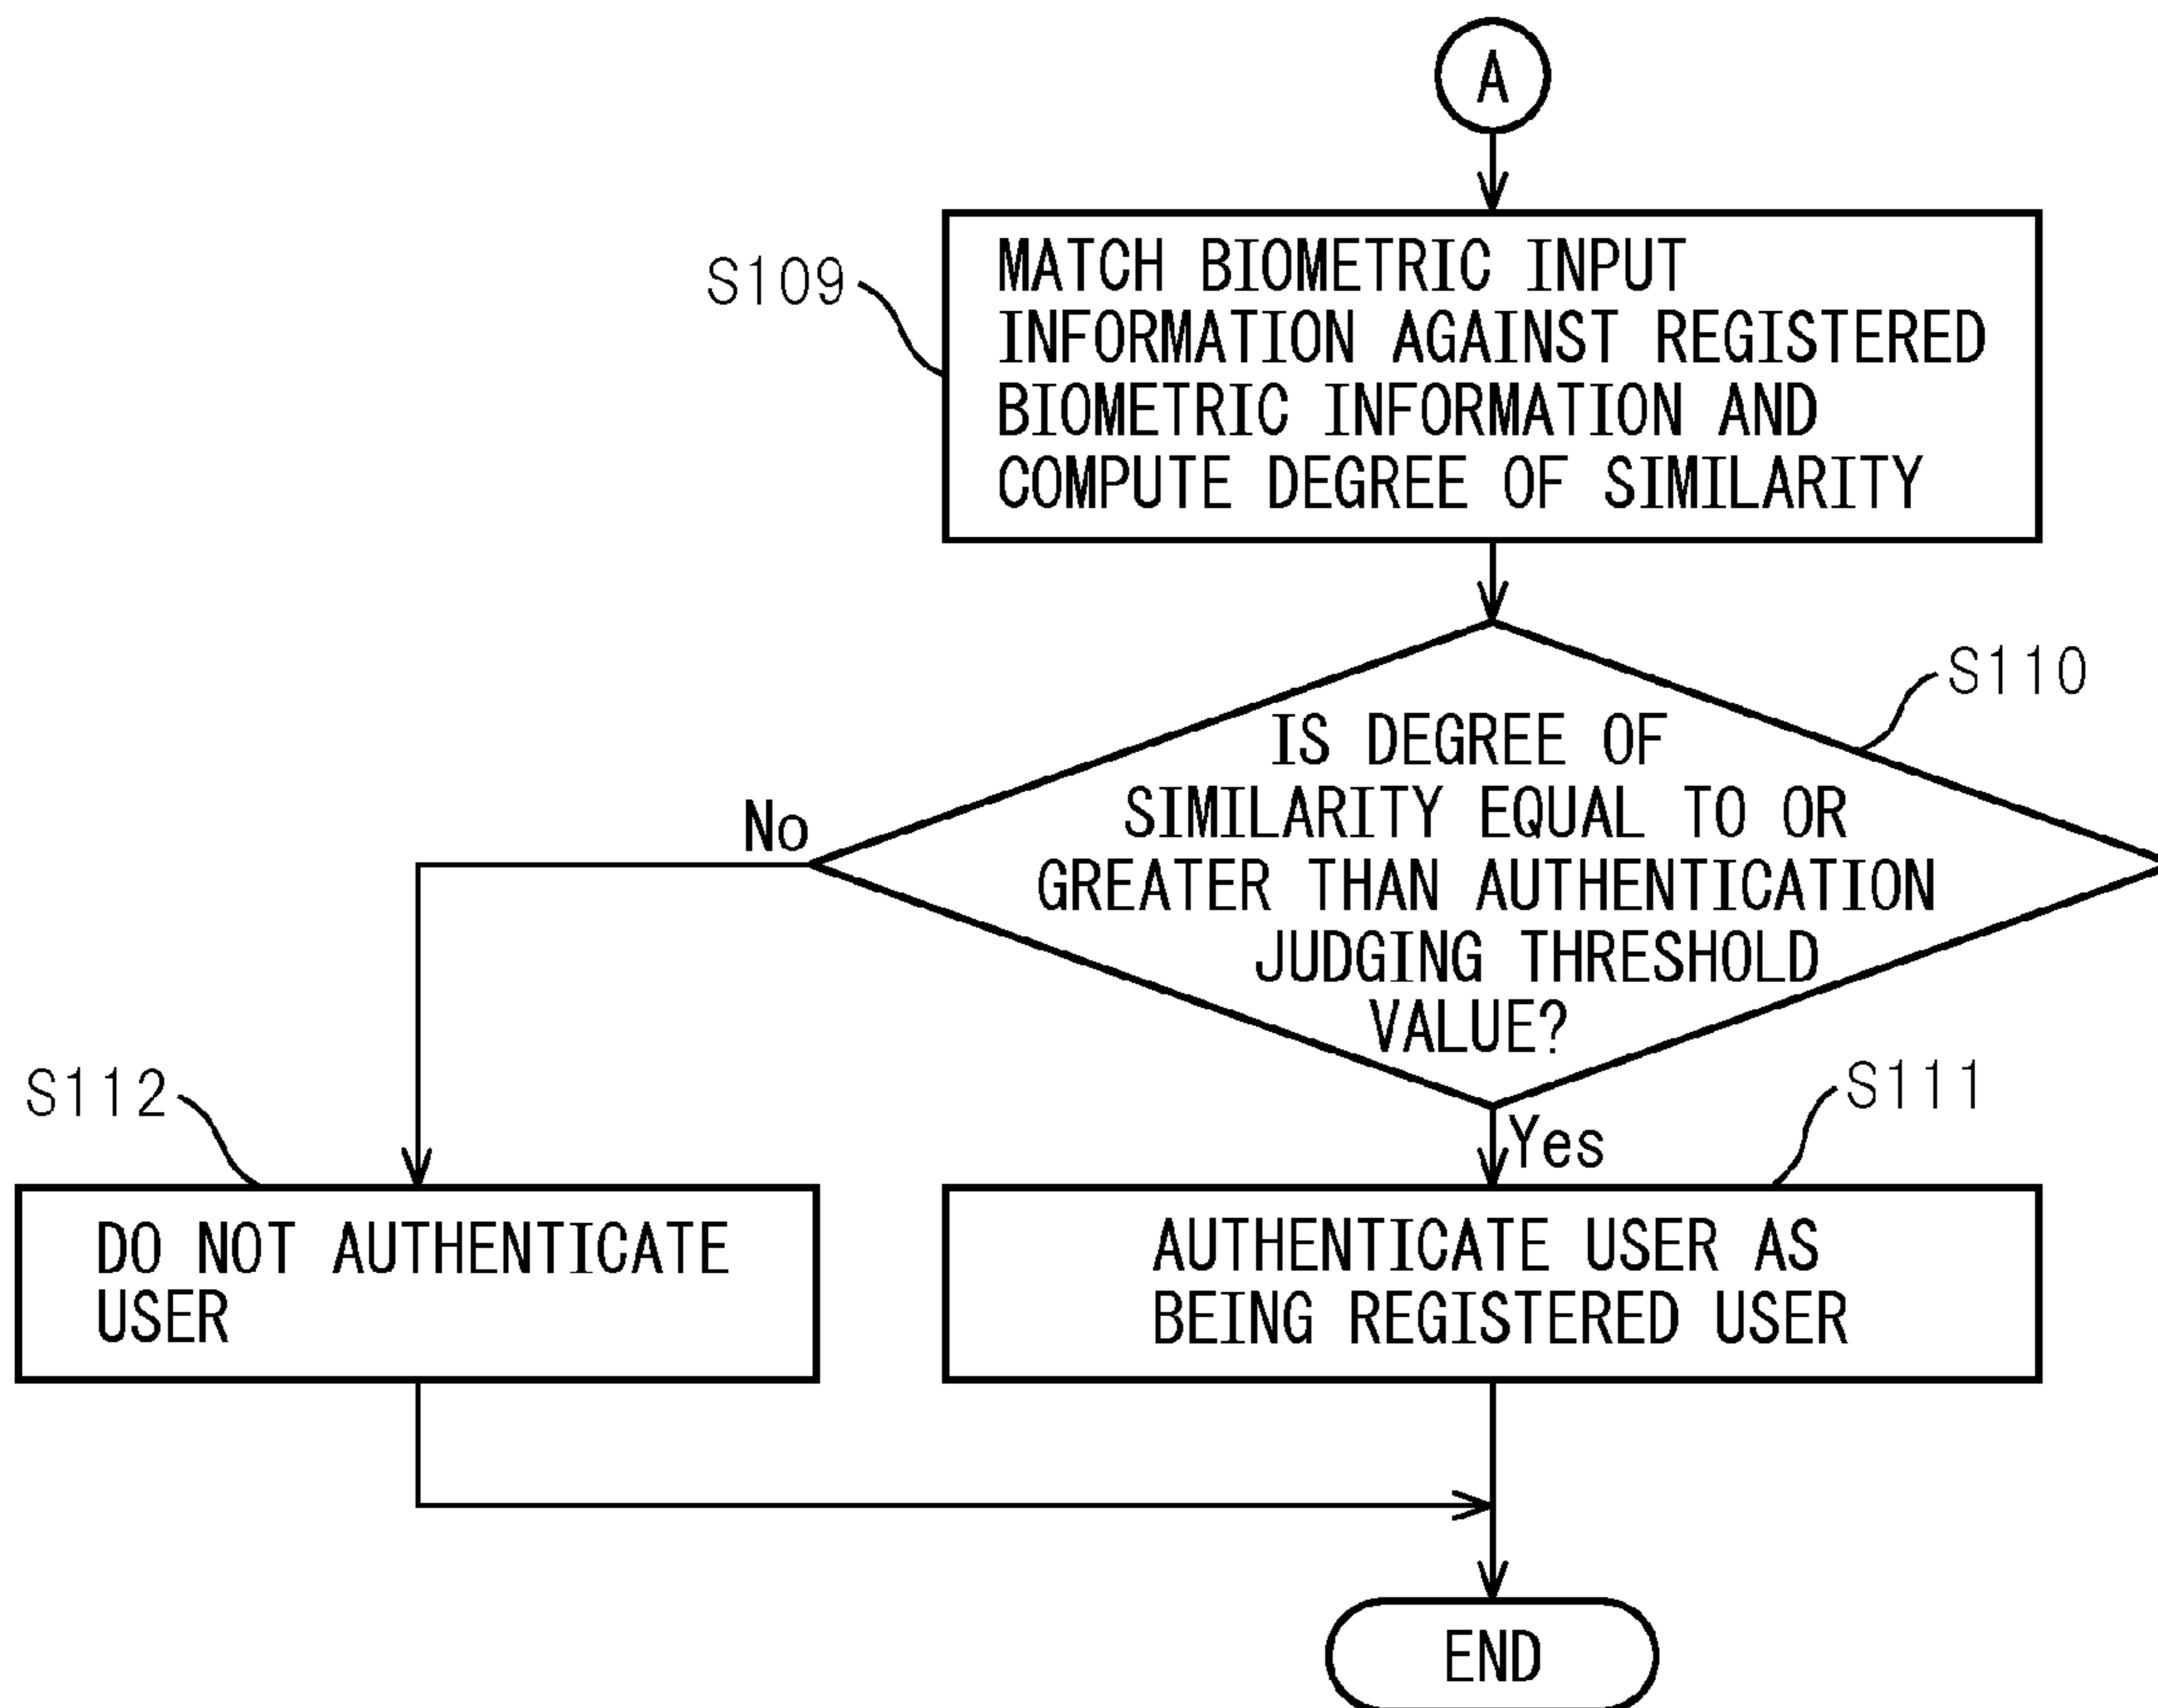 A
S109
MATCH BIOMETRIC INPUT
INFORMATION AGAINST REGISTERED
BIOMETRIC INFORMATION AND
COMPUTE DEGREE OF SIMILARITY
S110
IS DEGREE OF
SIMILARITY EQUAL TO OR
GREATER THAN AUTHENTICATION
JUDGING THRESHOLD
VALUE?
No
Yes
S112
DO NOT AUTHENTICATE
USER
S111
AUTHENTICATE USER AS
BEING REGISTERED USER
END